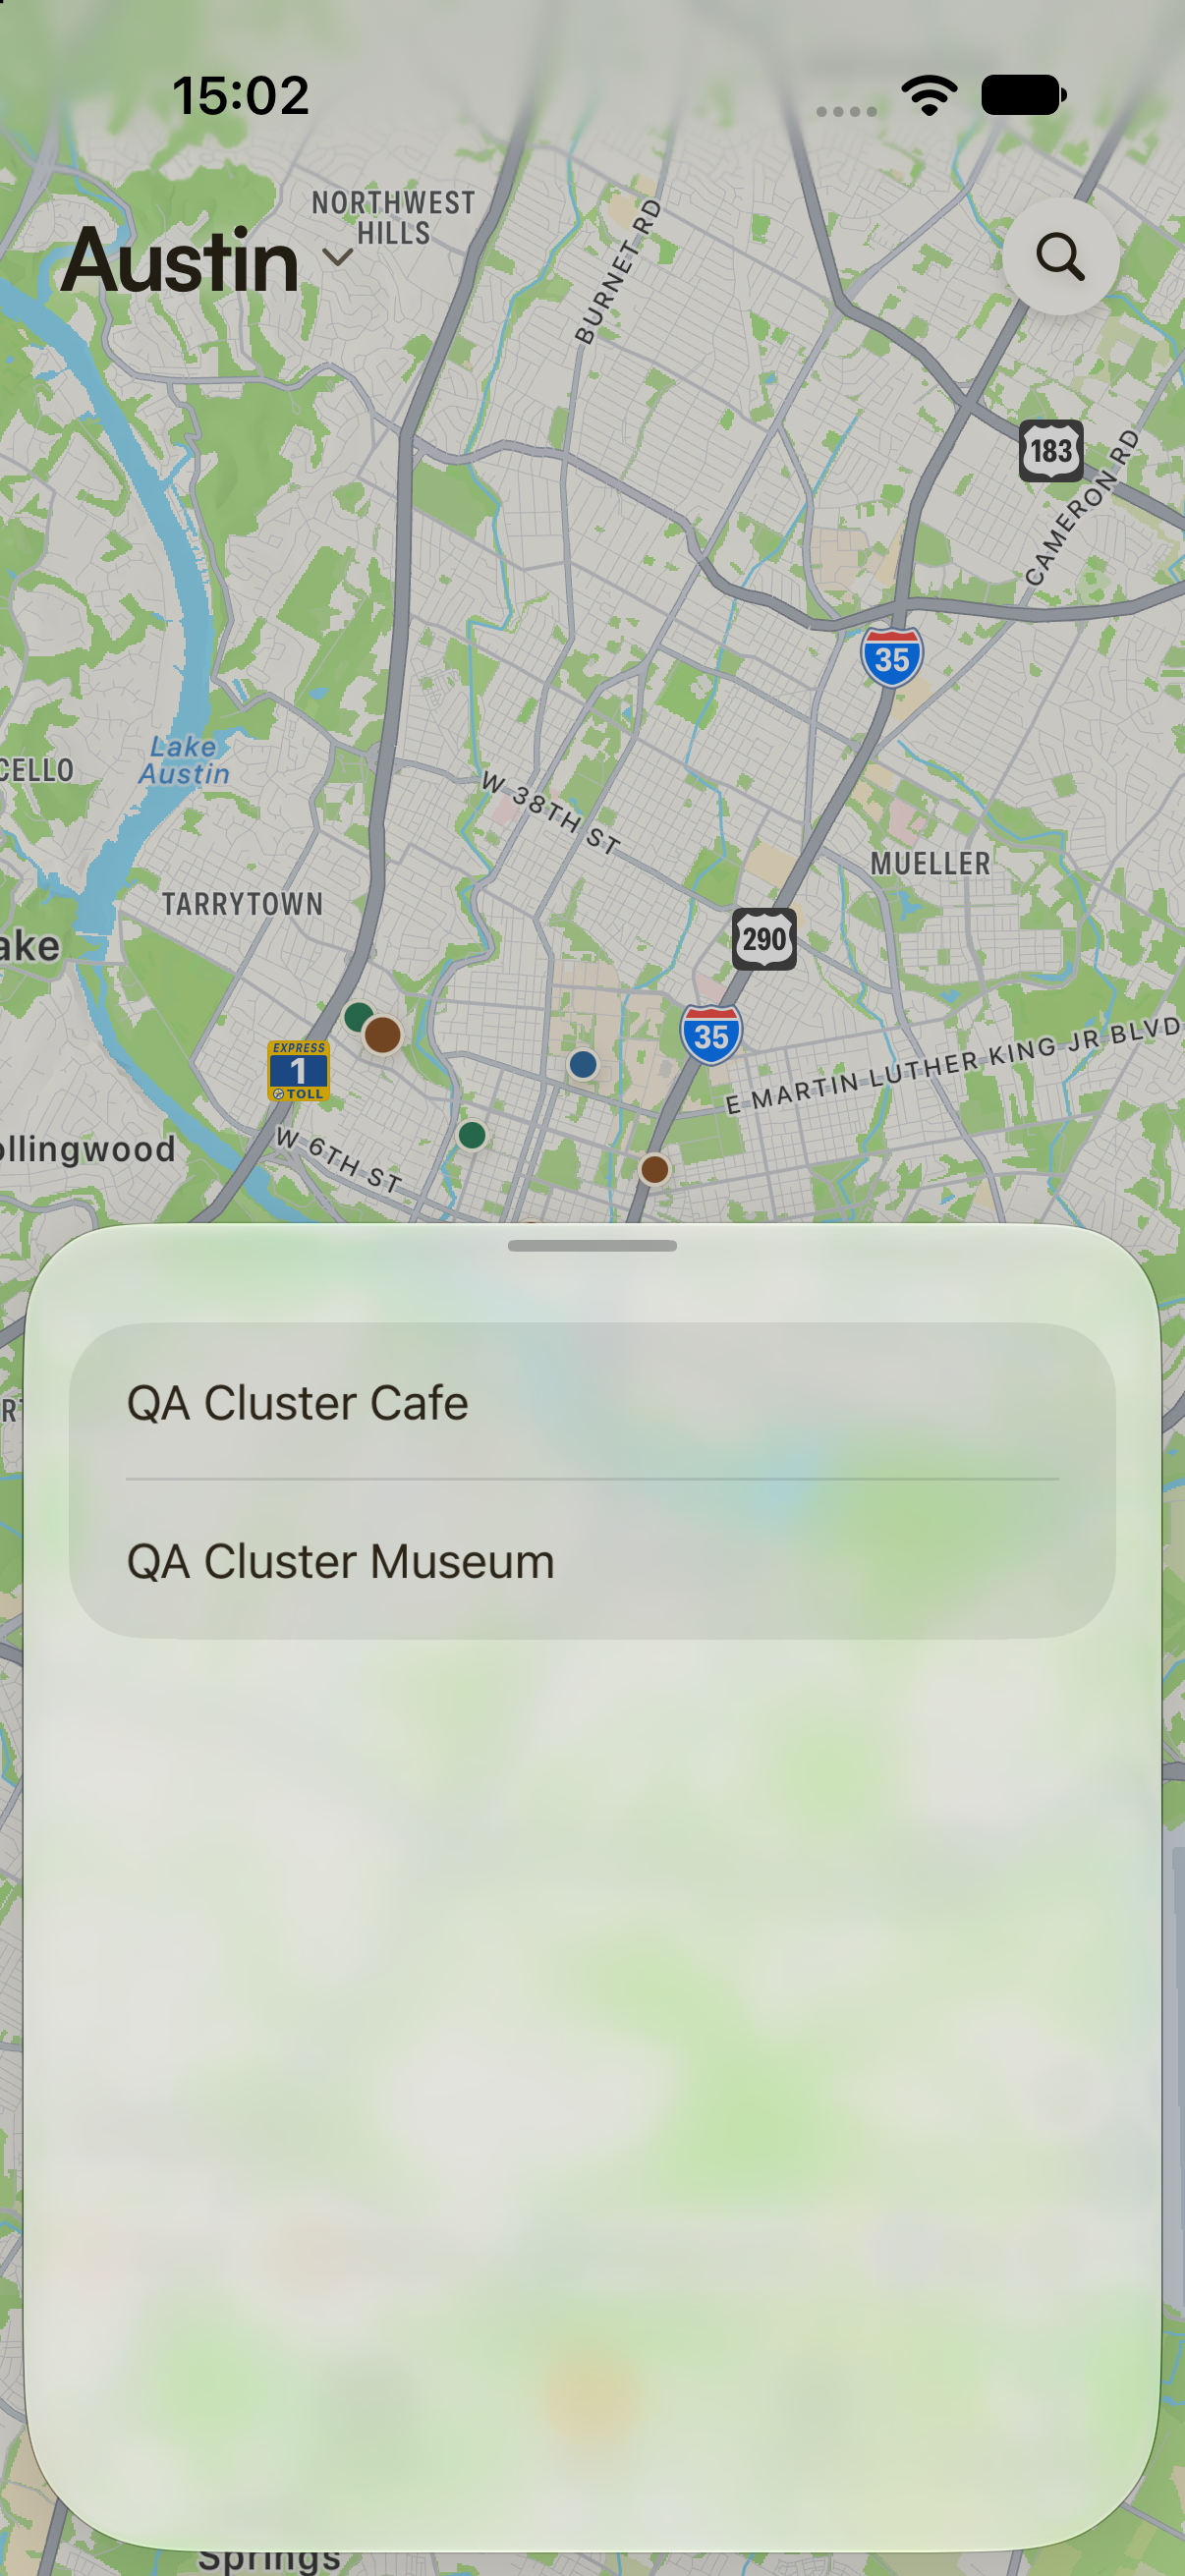 15:02
NORTHWEST
HILLS
Austin
BURNET RD
183
CAMERON RD
35
Lake
Austin
CELLO
W 38TH ST
MUELLER
TARRYTOWN
ake
290
35
EXPRESS
1
TOLL
E MARTIN LUTHER KING JR BLVD
ollingwood
W 6TH ST
QA Cluster Cafe
QA Cluster Museum
Springs